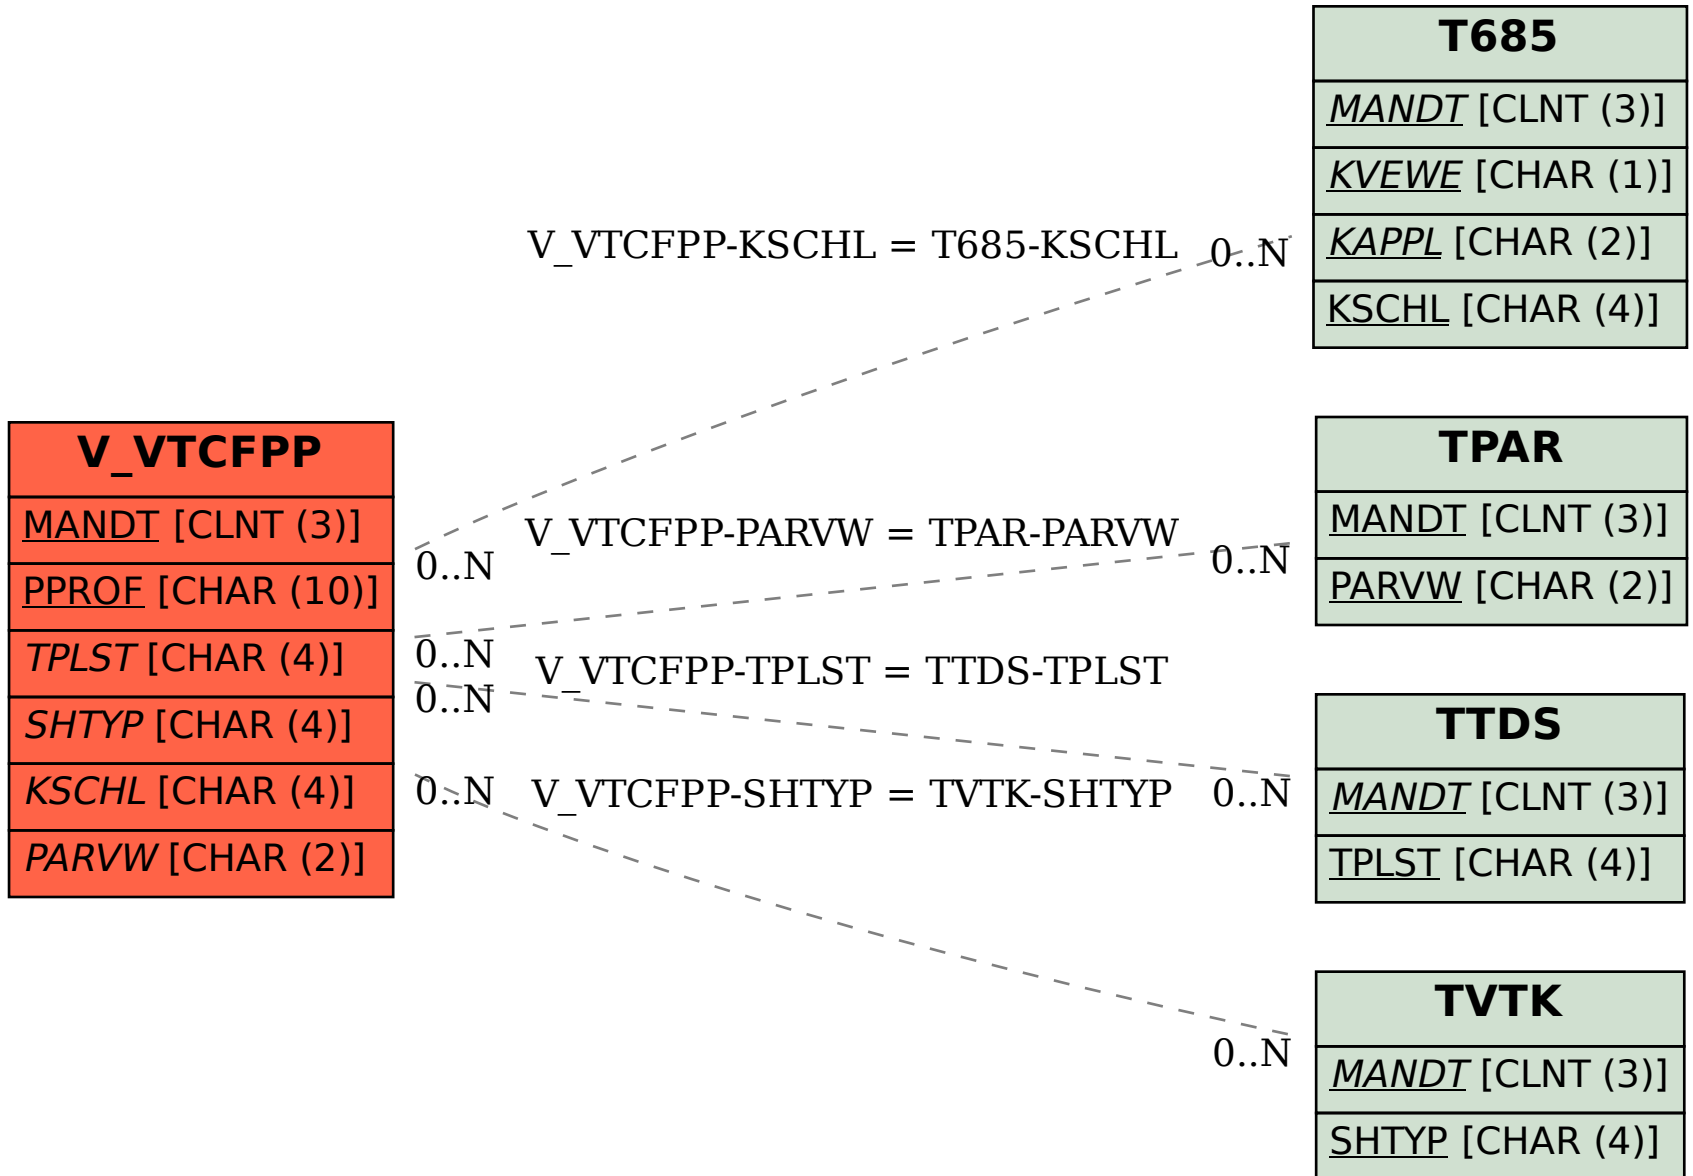 V_VTCFPP
MANDT [CLNT (3)]
PPROF [CHAR (10)]
TPLST [CHAR (4)]
SHTYP [CHAR (4)]
KSCHL [CHAR (4)]
PARVW [CHAR (2)]
V_VTCFPP-KSCHL = T685-KSCHL
0..N
0..N
V_VTCFPP-PARVW = TPAR-PARVW
0..N
0..N
V_VTCFPP-TPLST = TTDS-TPLST
0..N
0..N
V_VTCFPP-SHTYP = TVTK-SHTYP
0..N
0..N
T685
MANDT [CLNT (3)]
KVEWE [CHAR (1)]
KAPPL [CHAR (2)]
KSCHL [CHAR (4)]
TPAR
MANDT [CLNT (3)]
PARVW [CHAR (2)]
TTDS
MANDT [CLNT (3)]
TPLST [CHAR (4)]
TVTK
MANDT [CLNT (3)]
SHTYP [CHAR (4)]